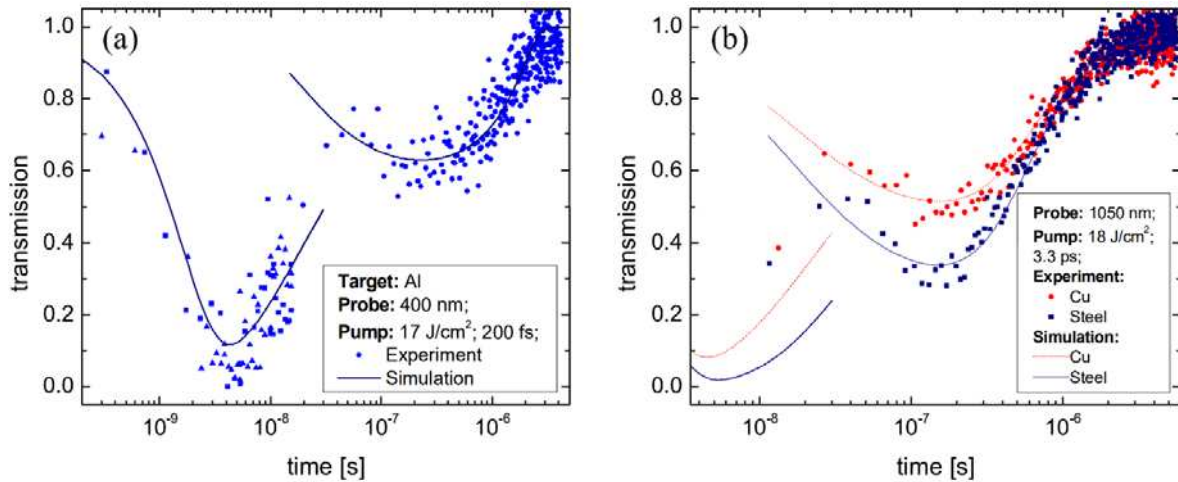 (a)
transmission
1.0
0.8
0.6
0.4
0.2
0.0
10⁻⁹
10⁻⁸
10⁻⁷
10⁻⁶
time [s]
Target: Al
Probe: 400 nm;
Pump: 17 J/cm²; 200 fs;
Experiment
Simulation
(b)
transmission
1.0
0.8
0.6
0.4
0.2
0.0
10⁻⁸
10⁻⁷
10⁻⁶
time [s]
Probe: 1050 nm;
Pump: 18 J/cm²;
3.3 ps;
Experiment:
Cu
Steel
Simulation:
Cu
Steel